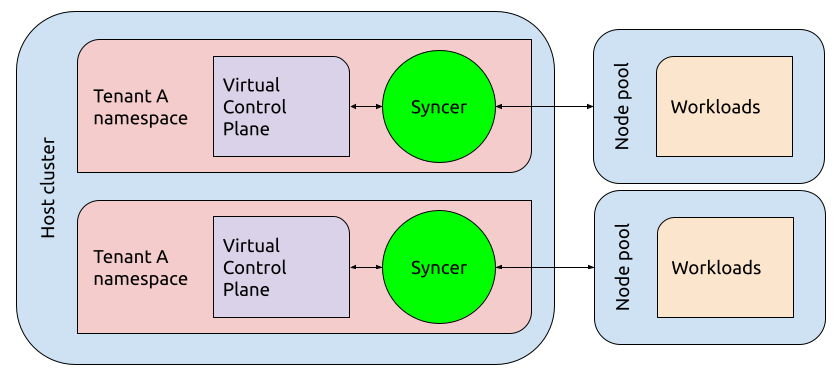 Host cluster
Tenant A
namespace
Virtual
Control
Plane
Syncer
Node pool
Workloads
Tenant A
namespace
Virtual
Control
Plane
Syncer
Node pool
Workloads